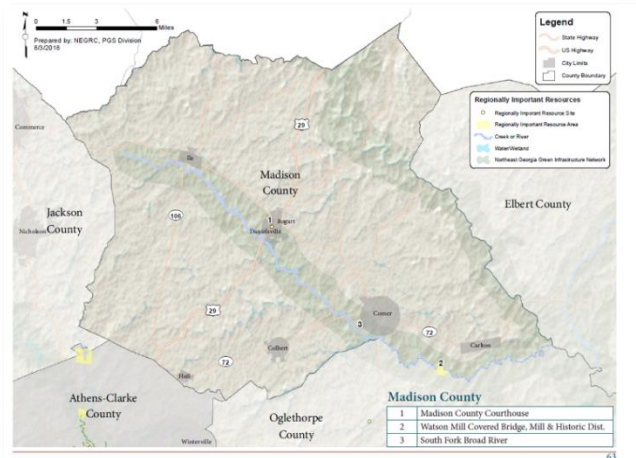 N
0 1.5 3 6
Miles
Prepared by: NEGRC, PGS Division
8/3/2018
Legend
State Highway
US Highway
City Limits
County Boundary
Regionally Important Resources
Regionally Important Resource Site
Regionally Important Resource Area
Creek or River
Water/Wetland
Northeast Georgia Green Infrastructure Network
Commerce
29
Ila
Madison
County
Elbert County
Jackson
County
Nicholson
106
1
Bogart
Danielsville
29
3
Comer
72
Colbert
72
Carlton
2
Hull
Athens-Clarke
County
Oglethorpe
County
Winterville
Madison County
1 Madison County Courthouse
2 Watson Mill Covered Bridge, Mill & Historic Dist.
3 South Fork Broad River
63